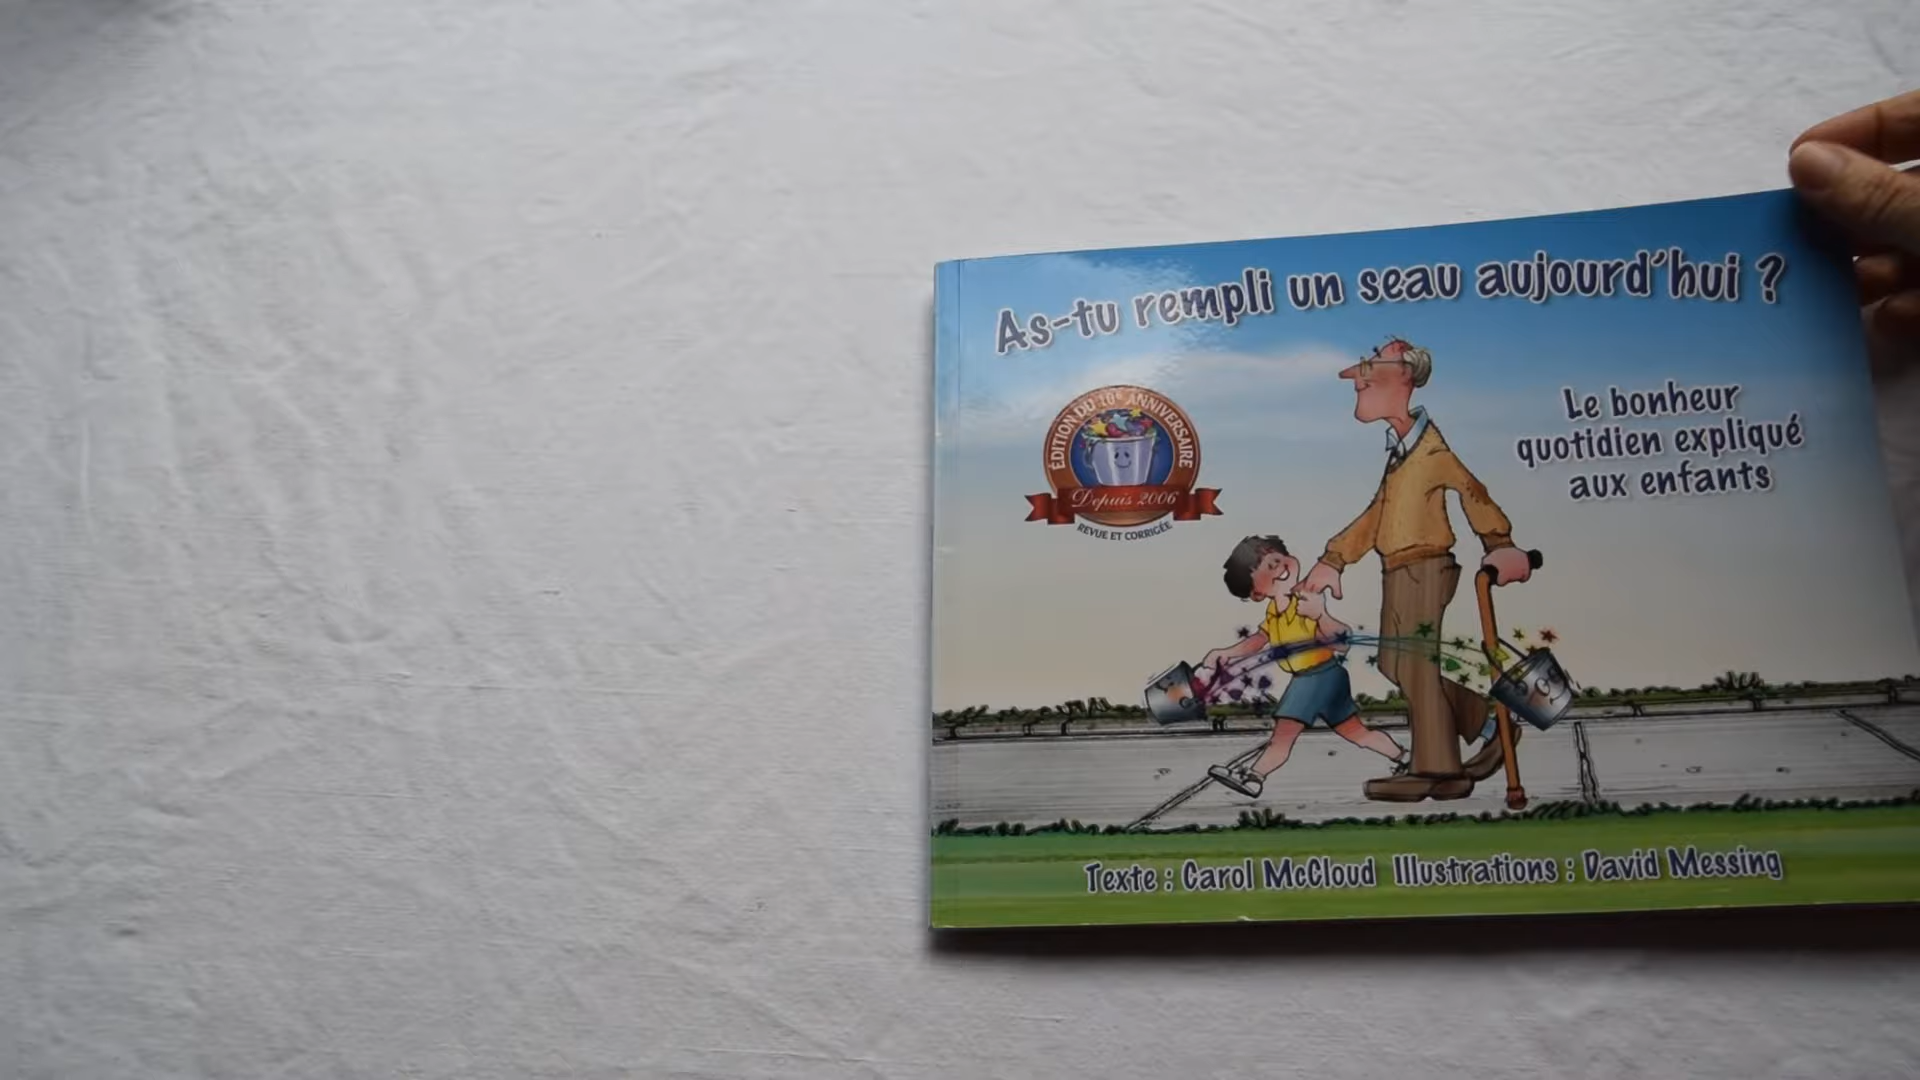 As-tu rempli un seau aujourd'hui ?
ÉDITION DU 10e ANNIVERSAIRE
Depuis 2006
REVUE ET CORRIGÉE
Le bonheur
quotidien expliqué
aux enfants
Texte : Carol McCloud Illustrations : David Messing